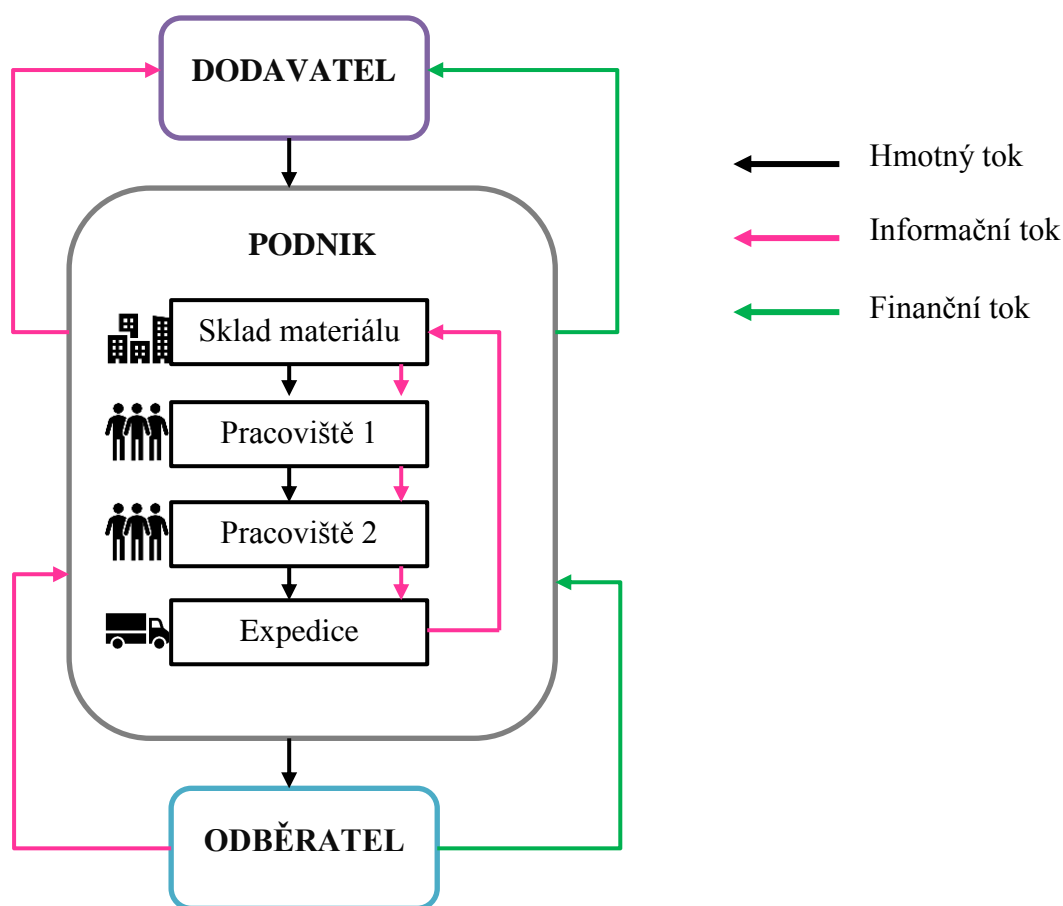 DODAVATEL
Hmotný tok
Informační tok
Finanční tok
PODNIK
Sklad materiálu
Pracoviště 1
Pracoviště 2
Expedice
ODBĚRATEL